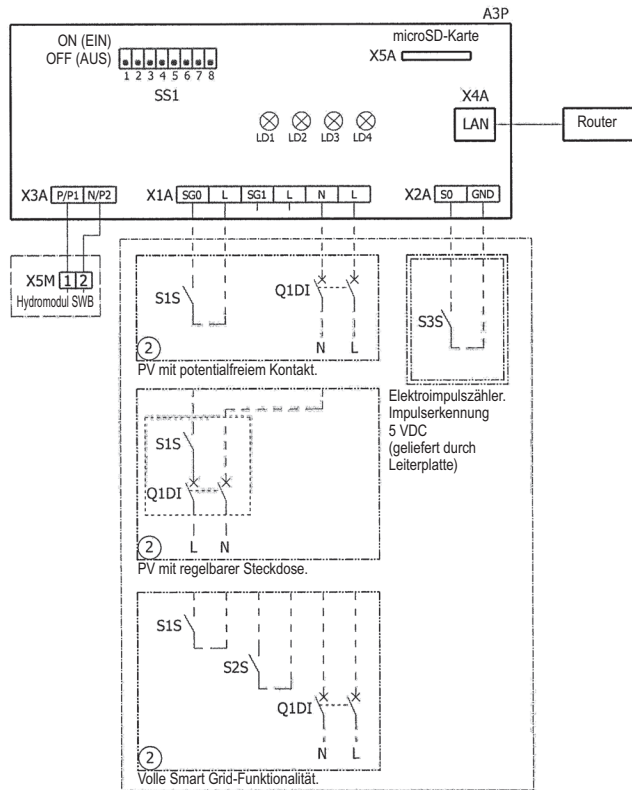 A3P
ON (EIN)
OFF (AUS)
1 2 3 4 5 6 7 8
SS1
microSD-Karte
X5A
X4A
LAN
Router
LD1 LD2 LD3 LD4
X3A P/P1 N/P2
X1A SG0 L SG1 L N L
X2A S0 GND
X5M 1 2
Hydromodul SWB
S1S
Q1DI
N L
2
PV mit potentialfreiem Kontakt.
S3S
Elektroimpulszähler.
Impulserkennung
5 VDC
(geliefert durch
Leiterplatte)
S1S
Q1DI
L N
2
PV mit regelbarer Steckdose.
S1S
S2S
Q1DI
N L
2
Volle Smart Grid-Funktionalität.